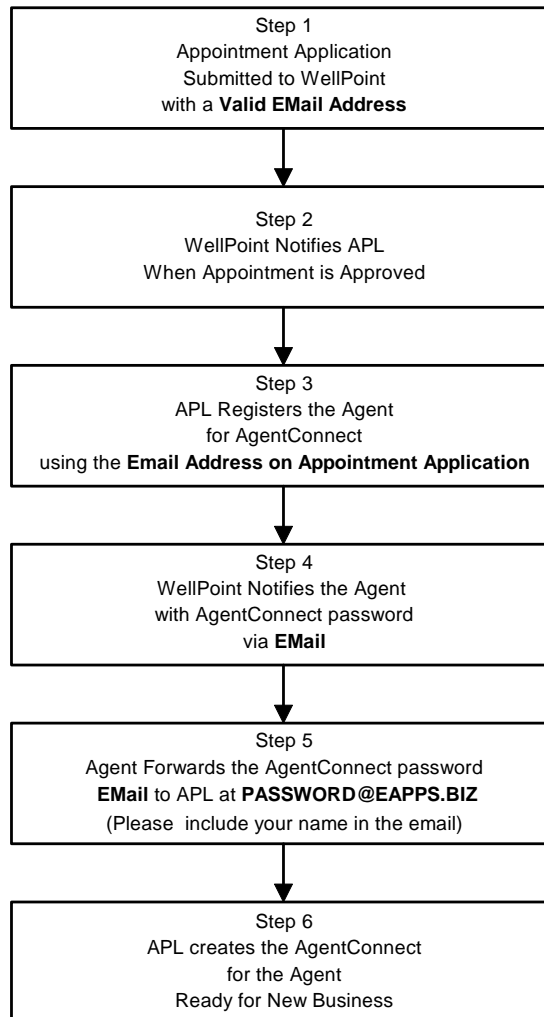 Step 1
Appointment Application
Submitted to WellPoint
with a Valid EMail Address
Step 2
WellPoint Notifies APL
When Appointment is Approved
Step 3
APL Registers the Agent
for AgentConnect
using the Email Address on Appointment Application
Step 4
WellPoint Notifies the Agent
with AgentConnect password
via EMail
Step 5
Agent Forwards the AgentConnect password
EMail to APL at PASSWORD@EAPPS.BIZ
(Please include your name in the email)
Step 6
APL creates the AgentConnect
for the Agent
Ready for New Business